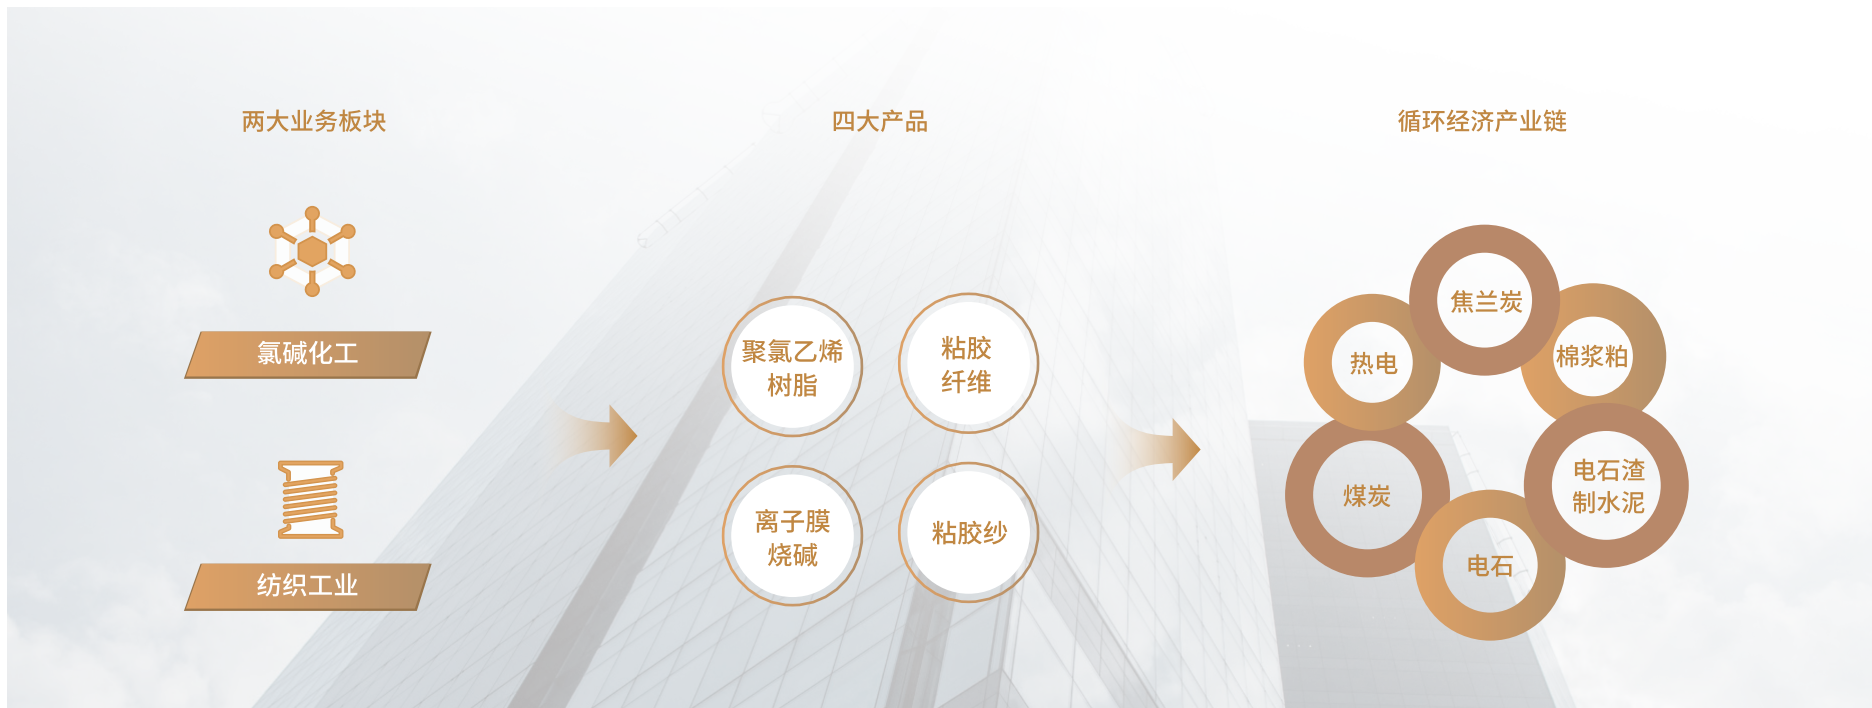 两大业务板块
氯碱化工
纺织工业
四大产品
聚氯乙烯
树脂
粘胶
纤维
离子膜
烧碱
粘胶纱
循环经济产业链
焦兰炭
热电
棉浆粕
煤炭
电石渣
制水泥
电石